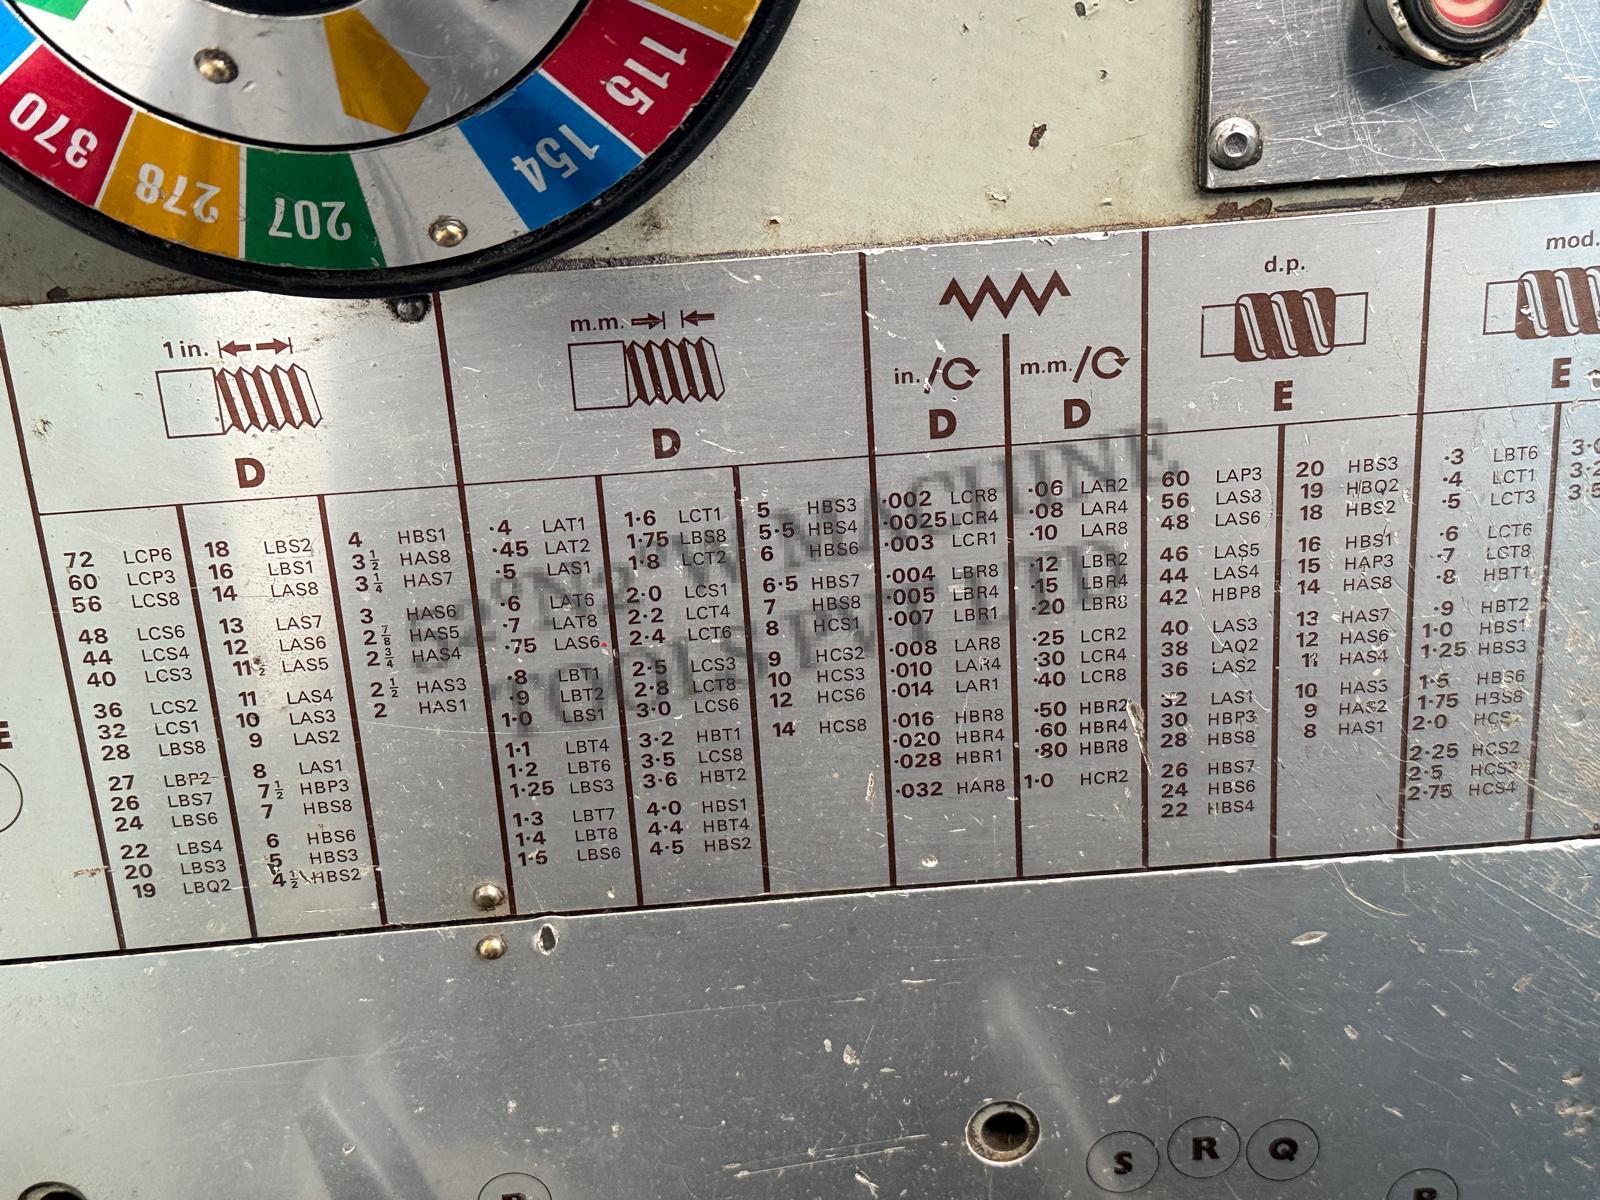 370
278
207
154
115
1 in.
D
72 LCP6
60 LCP3
56 LCS8
48 LCS6
44 LCS4
40 LCS3
36 LCS2
32 LCS1
28 LBS8
27 LBP2
26 LBS7
24 LBS6
22 LBS4
20 LBS3
19 LBQ2
18 LBS2
16 LBS1
14 LAS8
13 LAS7
12 LAS6
11½ LAS5
11 LAS4
10 LAS3
9 LAS2
8 LAS1
7½ HBP3
7 HBS8
6 HBS6
5 HBS3
4½ HBS2
4 HBS1
3½ HAS8
3¼ HAS7
3 HAS6
2⅞ HAS5
2¾ HAS4
2½ HAS3
2 HAS1
m.m.
D
·4 LAT1
·45 LAT2
·5 LAS1
·6 LAT6
·7 LAT8
·75 LAS6
·8 LBT1
·9 LBT2
1·0 LBS1
1·1 LBT4
1·2 LBT6
1·25 LBS3
1·3 LBT7
1·4 LBT8
1·5 LBS6
1·6 LCT1
1·75 LBS8
1·8 LCT2
2·0 LCS1
2·2 LCT4
2·4 LCT6
2·5 LCS3
2·8 LCT8
3·0 LCS6
3·2 HBT1
3·5 LCS8
3·6 HBT2
4·0 HBS1
4·4 HBT4
4·5 HBS2
5 HBS3
5·5 HBS4
6 HBS6
6·5 HBS7
7 HBS8
8 HCS1
9 HCS2
10 HCS3
12 HCS6
14 HCS8
in./
D
·002 LCR8
·0025 LCR4
·003 LCR1
·004 LBR8
·005 LBR4
·007 LBR1
·008 LAR8
·010 LAR4
·014 LAR1
·016 HBR8
·020 HBR4
·028 HBR1
·032 HAR8
m.m./
D
·06 LAR2
·08 LAR4
·10 LAR8
·12 LBR2
·15 LBR4
·20 LBR8
·25 LCR2
·30 LCR4
·40 LCR8
·50 HBR2
·60 HBR4
·80 HBR8
1·0 HCR2
d.p.
E
60 LAP3
56 LAS8
48 LAS6
46 LAS5
44 LAS4
42 HBP8
40 LAS3
38 LAQ2
36 LAS2
32 LAS1
30 HBP3
28 HBS8
26 HBS7
24 HBS6
22 HBS4
20 HBS3
19 HBQ2
18 HBS2
16 HBS1
15 HAP3
14 HAS8
13 HAS7
12 HAS6
11 HAS4
10 HAS3
9 HAS2
8 HAS1
mod.
E
·3 LBT6
·4 LCT1
·5 LCT3
·6 LCT6
·7 LCT8
·8 HBT1
·9 HBT2
1·0 HBS1
1·25 HBS3
1·5 HBS6
1·75 HBS8
2·0
2·25 HCS2
2·5 HCS3
2·75 HCS4
MACHINE
TOOLS PVT LTD
E
S R Q